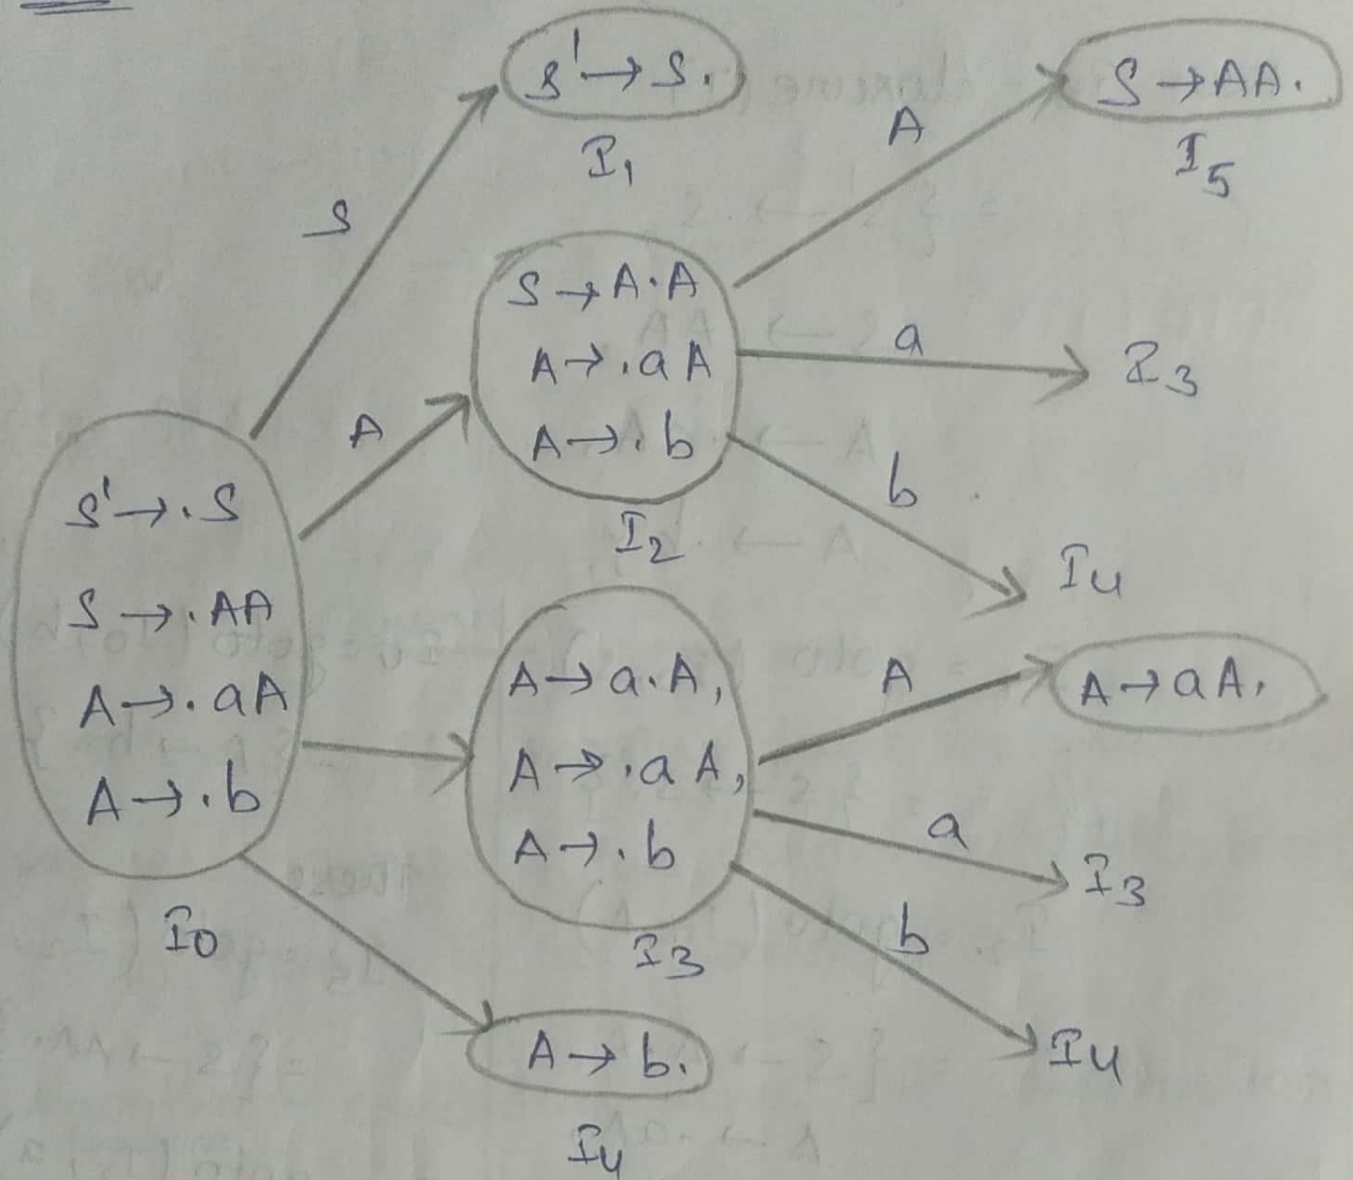 S' → S.
I1
S → AA.
I5
S
A
S → A.A
A → .aA
A → .b
I2
A
a
I3
b
I4
S' → .S
S → .AA
A → .aA
A → .b
I0
A → a.A,
A → .aA,
A → .b
I3
A
A → aA.
a
I3
b
I4
A → b.
I4